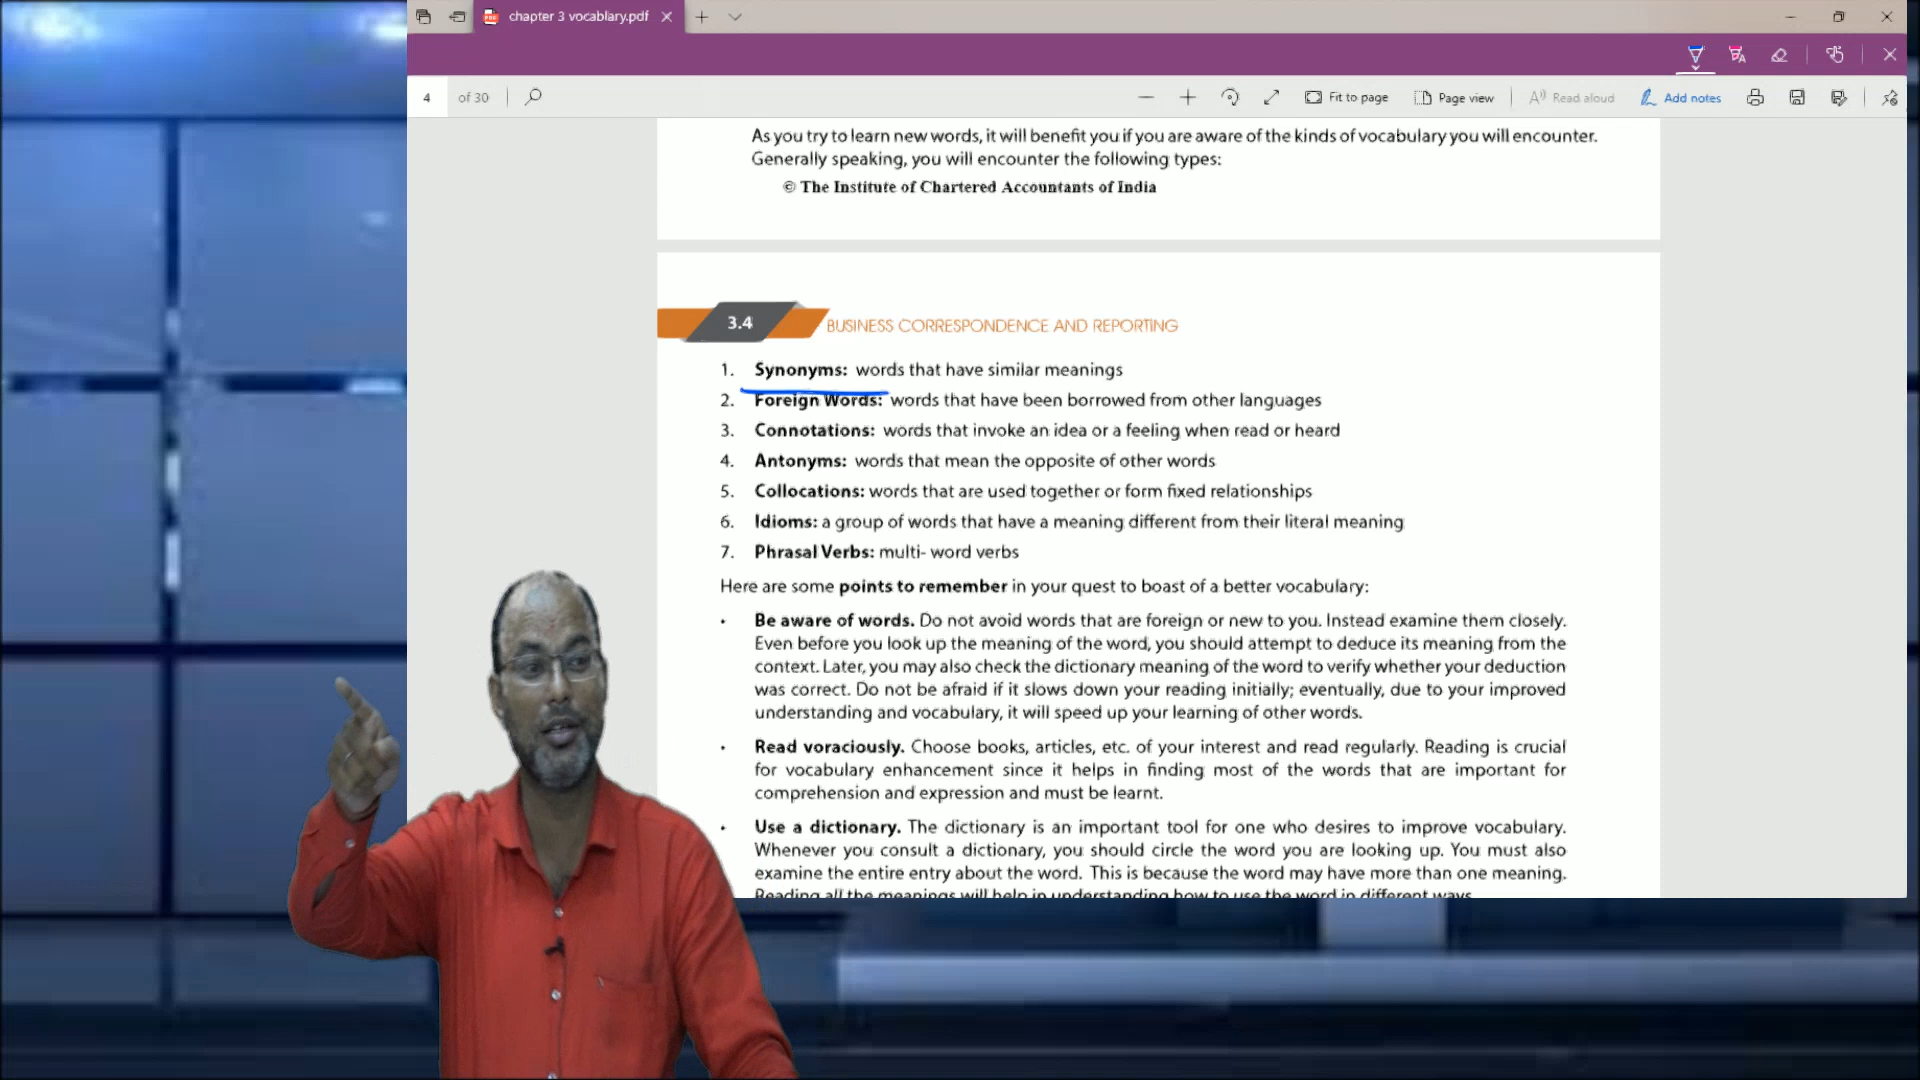 chapter 3 vocablary.pdf
4 of 30
Fit to page
Page view
Read aloud
Add notes
As you try to learn new words, it will benefit you if you are aware of the kinds of vocabulary you will encounter.
Generally speaking, you will encounter the following types:
© The Institute of Chartered Accountants of India
3.4 BUSINESS CORRESPONDENCE AND REPORTING
1. Synonyms: words that have similar meanings
2. Foreign Words: words that have been borrowed from other languages
3. Connotations: words that invoke an idea or a feeling when read or heard
4. Antonyms: words that mean the opposite of other words
5. Collocations: words that are used together or form fixed relationships
6. Idioms: a group of words that have a meaning different from their literal meaning
7. Phrasal Verbs: multi- word verbs
Here are some points to remember in your quest to boast of a better vocabulary:
• Be aware of words. Do not avoid words that are foreign or new to you. Instead examine them closely.
Even before you look up the meaning of the word, you should attempt to deduce its meaning from the
context. Later, you may also check the dictionary meaning of the word to verify whether your deduction
was correct. Do not be afraid if it slows down your reading initially; eventually, due to your improved
understanding and vocabulary, it will speed up your learning of other words.
• Read voraciously. Choose books, articles, etc. of your interest and read regularly. Reading is crucial
for vocabulary enhancement since it helps in finding most of the words that are important for
comprehension and expression and must be learnt.
• Use a dictionary. The dictionary is an important tool for one who desires to improve vocabulary.
Whenever you consult a dictionary, you should circle the word you are looking up. You must also
examine the entire entry about the word. This is because the word may have more than one meaning.
Reading all the meanings will help in understanding how to use the word in different ways.